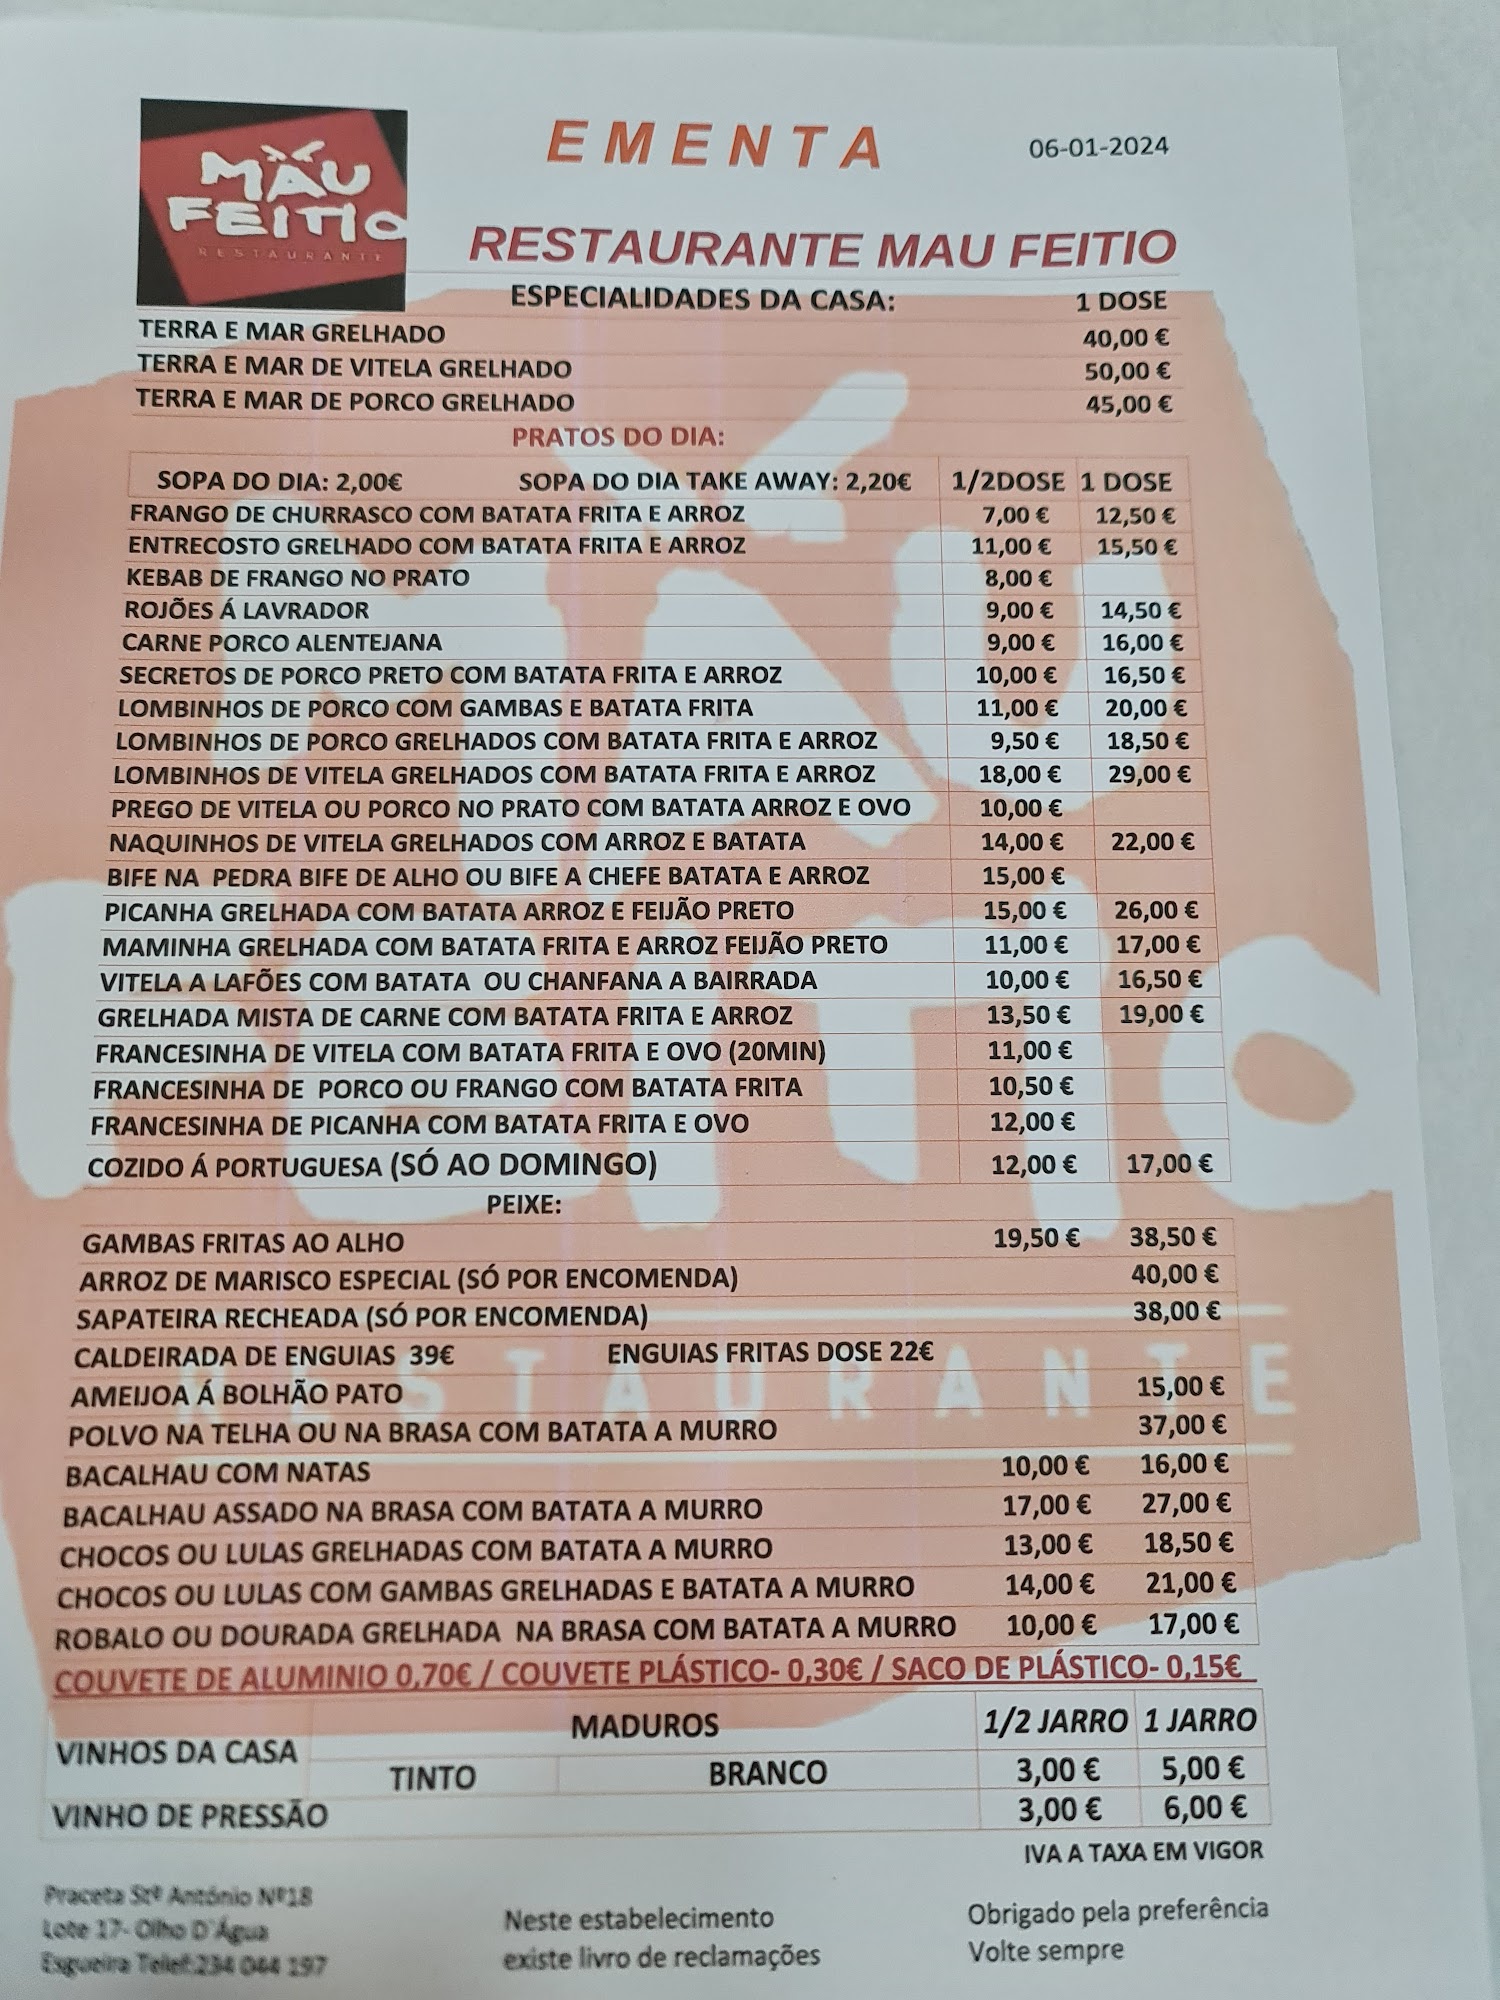 MAU
FEITIO
RESTAURANTE
EMENTA
06-01-2024
RESTAURANTE MAU FEITIO
ESPECIALIDADES DA CASA: 1 DOSE
TERRA E MAR GRELHADO 40,00 €
TERRA E MAR DE VITELA GRELHADO 50,00 €
TERRA E MAR DE PORCO GRELHADO 45,00 €
PRATOS DO DIA:
SOPA DO DIA: 2,00€ SOPA DO DIA TAKE AWAY: 2,20€ 1/2DOSE 1 DOSE
FRANGO DE CHURRASCO COM BATATA FRITA E ARROZ 7,00 € 12,50 €
ENTRECOSTO GRELHADO COM BATATA FRITA E ARROZ 11,00 € 15,50 €
KEBAB DE FRANGO NO PRATO 8,00 €
ROJÕES Á LAVRADOR 9,00 € 14,50 €
CARNE PORCO ALENTEJANA 9,00 € 16,00 €
SECRETOS DE PORCO PRETO COM BATATA FRITA E ARROZ 10,00 € 16,50 €
LOMBINHOS DE PORCO COM GAMBAS E BATATA FRITA 11,00 € 20,00 €
LOMBINHOS DE PORCO GRELHADOS COM BATATA FRITA E ARROZ 9,50 € 18,50 €
LOMBINHOS DE VITELA GRELHADOS COM BATATA FRITA E ARROZ 18,00 € 29,00 €
PREGO DE VITELA OU PORCO NO PRATO COM BATATA ARROZ E OVO 10,00 €
NAQUINHOS DE VITELA GRELHADOS COM ARROZ E BATATA 14,00 € 22,00 €
BIFE NA PEDRA BIFE DE ALHO OU BIFE A CHEFE BATATA E ARROZ 15,00 €
PICANHA GRELHADA COM BATATA ARROZ E FEIJÃO PRETO 15,00 € 26,00 €
MAMINHA GRELHADA COM BATATA FRITA E ARROZ FEIJÃO PRETO 11,00 € 17,00 €
VITELA A LAFÕES COM BATATA OU CHANFANA A BAIRRADA 10,00 € 16,50 €
GRELHADA MISTA DE CARNE COM BATATA FRITA E ARROZ 13,50 € 19,00 €
FRANCESINHA DE VITELA COM BATATA FRITA E OVO (20MIN) 11,00 €
FRANCESINHA DE PORCO OU FRANGO COM BATATA FRITA 10,50 €
FRANCESINHA DE PICANHA COM BATATA FRITA E OVO 12,00 €
COZIDO Á PORTUGUESA (SÓ AO DOMINGO) 12,00 € 17,00 €
PEIXE:
GAMBAS FRITAS AO ALHO 19,50 € 38,50 €
ARROZ DE MARISCO ESPECIAL (SÓ POR ENCOMENDA) 40,00 €
SAPATEIRA RECHEADA (SÓ POR ENCOMENDA) 38,00 €
CALDEIRADA DE ENGUIAS 39€ ENGUIAS FRITAS DOSE 22€
AMEIJOA Á BOLHÃO PATO 15,00 €
POLVO NA TELHA OU NA BRASA COM BATATA A MURRO 37,00 €
BACALHAU COM NATAS 10,00 € 16,00 €
BACALHAU ASSADO NA BRASA COM BATATA A MURRO 17,00 € 27,00 €
CHOCOS OU LULAS GRELHADAS COM BATATA A MURRO 13,00 € 18,50 €
CHOCOS OU LULAS COM GAMBAS GRELHADAS E BATATA A MURRO 14,00 € 21,00 €
ROBALO OU DOURADA GRELHADA NA BRASA COM BATATA A MURRO 10,00 € 17,00 €
COUVETE DE ALUMINIO 0,70€ / COUVETE PLÁSTICO- 0,30€ / SACO DE PLÁSTICO- 0,15€
VINHOS DA CASA MADUROS 1/2 JARRO 1 JARRO
TINTO BRANCO 3,00 € 5,00 €
VINHO DE PRESSÃO 3,00 € 6,00 €
IVA A TAXA EM VIGOR
Praceta Stº António Nº18
Lote 17- Olho D'Água
Esgueira Telef:234 044 197
Neste estabelecimento
existe livro de reclamações
Obrigado pela preferência
Volte sempre